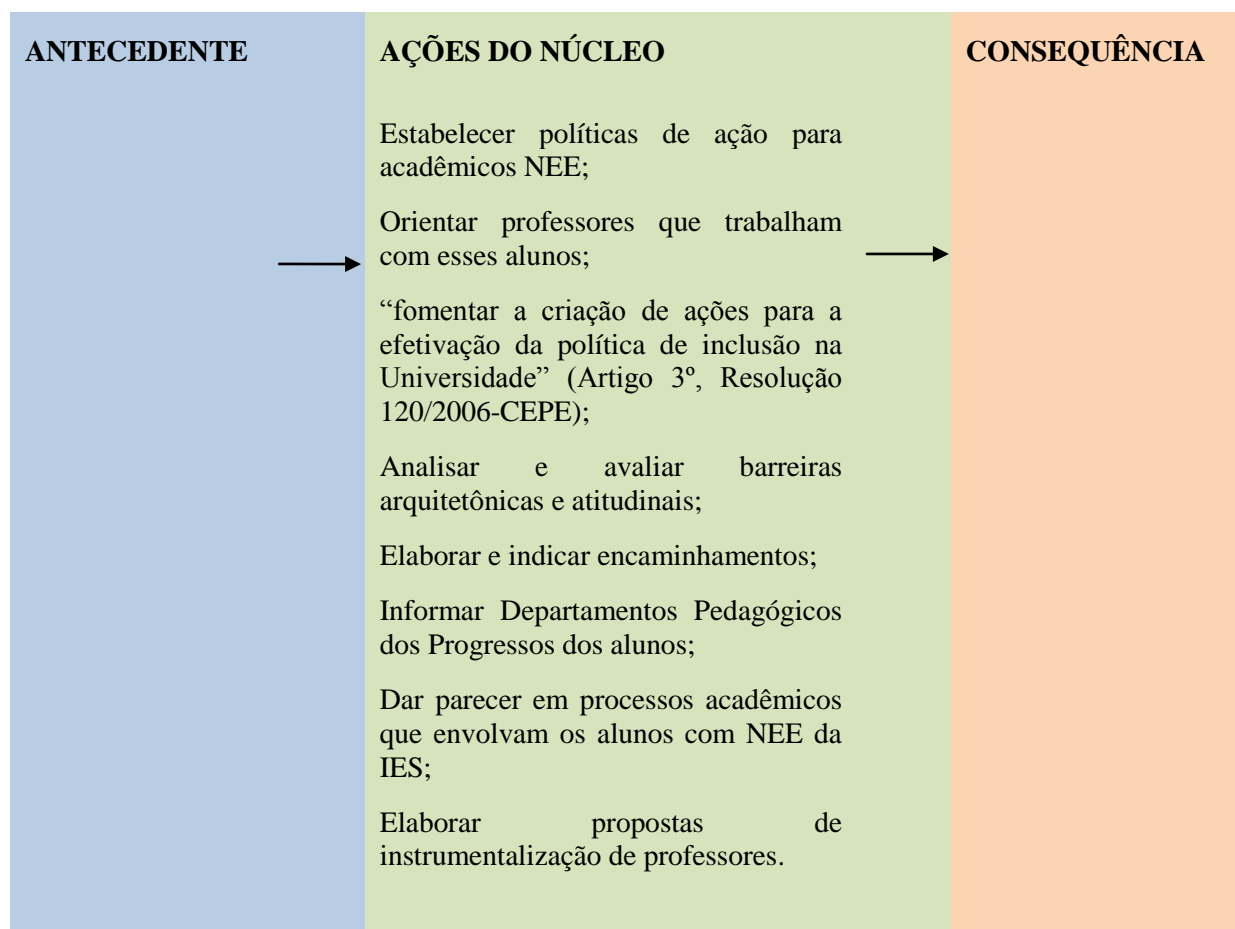 ANTECEDENTE
AÇÕES DO NÚCLEO
CONSEQUÊNCIA
Estabelecer políticas de ação para
acadêmicos NEE;
Orientar professores que trabalham
com esses alunos;
“fomentar a criação de ações para a
efetivação da política de inclusão na
Universidade” (Artigo 3º, Resolução
120/2006-CEPE);
Analisar e avaliar barreiras
arquitetônicas e atitudinais;
Elaborar e indicar encaminhamentos;
Informar Departamentos Pedagógicos
dos Progressos dos alunos;
Dar parecer em processos acadêmicos
que envolvam os alunos com NEE da
IES;
Elaborar propostas de
instrumentalização de professores.